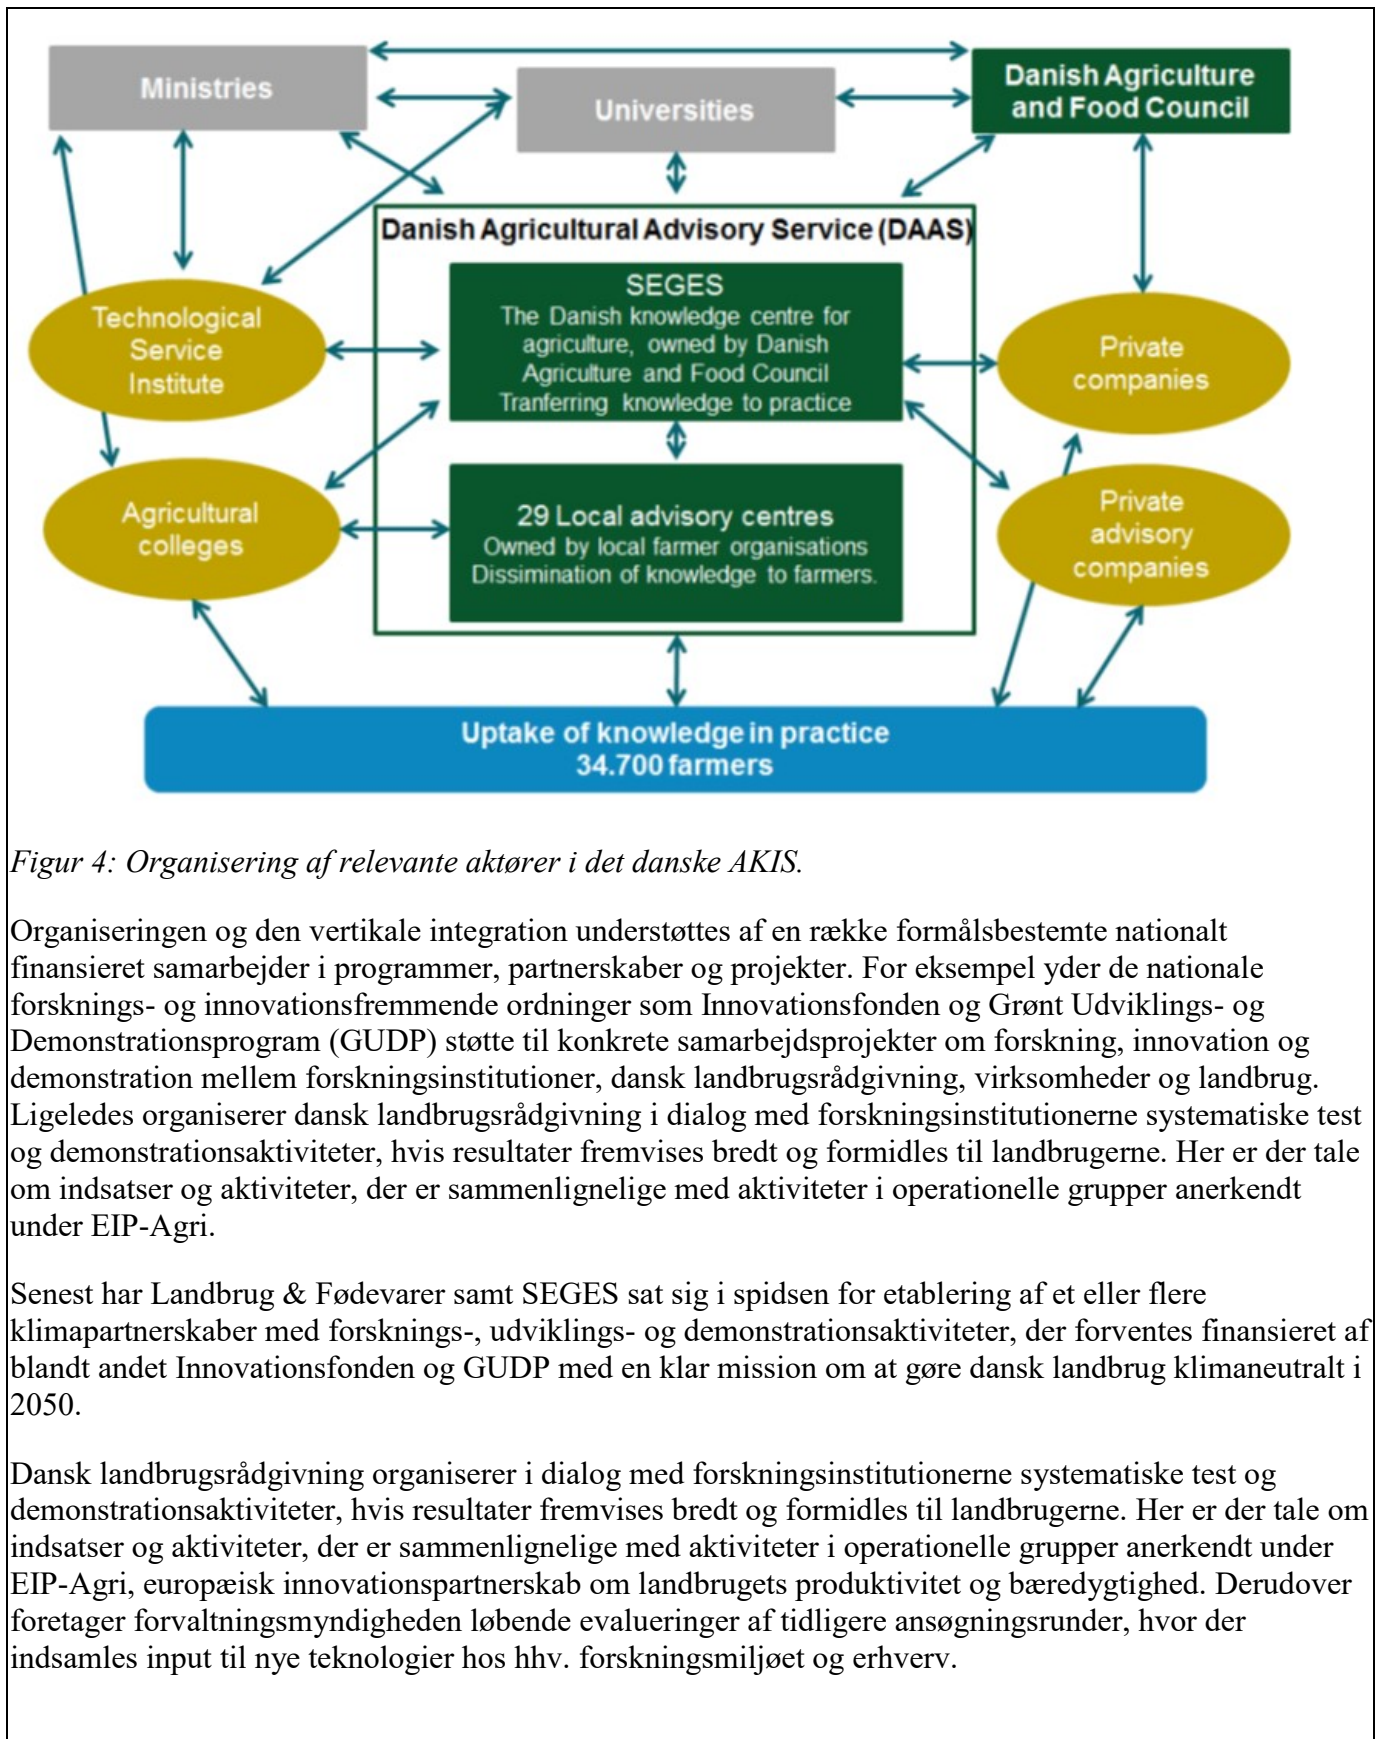 Ministries
Universities
Danish Agriculture
and Food Council
Danish Agricultural Advisory Service (DAAS)
SEGES
The Danish knowledge centre for
agriculture, owned by Danish
Agriculture and Food Council
Tranferring knowledge to practice
Technological
Service
Institute
Private
companies
Agricultural
colleges
29 Local advisory centres
Owned by local farmer organisations
Dissimination of knowledge to farmers.
Private
advisory
companies
Uptake of knowledge in practice
34.700 farmers
Figur 4: Organisering af relevante aktører i det danske AKIS.
Organiseringen og den vertikale integration understøttes af en række formålsbestemte nationalt
finansieret samarbejder i programmer, partnerskaber og projekter. For eksempel yder de nationale
forsknings- og innovationsfremmende ordninger som Innovationsfonden og Grønt Udviklings- og
Demonstrationsprogram (GUDP) støtte til konkrete samarbejdsprojekter om forskning, innovation og
demonstration mellem forskningsinstitutioner, dansk landbrugsrådgivning, virksomheder og landbrug.
Ligeledes organiserer dansk landbrugsrådgivning i dialog med forskningsinstitutionerne systematiske test
og demonstrationsaktiviteter, hvis resultater fremvises bredt og formidles til landbrugerne. Her er der tale
om indsatser og aktiviteter, der er sammenlignelige med aktiviteter i operationelle grupper anerkendt
under EIP-Agri.
Senest har Landbrug & Fødevarer samt SEGES sat sig i spidsen for etablering af et eller flere
klimapartnerskaber med forsknings-, udviklings- og demonstrationsaktiviteter, der forventes finansieret af
blandt andet Innovationsfonden og GUDP med en klar mission om at gøre dansk landbrug klimaneutralt i
2050.
Dansk landbrugsrådgivning organiserer i dialog med forskningsinstitutionerne systematiske test og
demonstrationsaktiviteter, hvis resultater fremvises bredt og formidles til landbrugerne. Her er der tale om
indsatser og aktiviteter, der er sammenlignelige med aktiviteter i operationelle grupper anerkendt under
EIP-Agri, europæisk innovationspartnerskab om landbrugets produktivitet og bæredygtighed. Derudover
foretager forvaltningsmyndigheden løbende evalueringer af tidligere ansøgningsrunder, hvor der
indsamles input til nye teknologier hos hhv. forskningsmiljøet og erhverv.